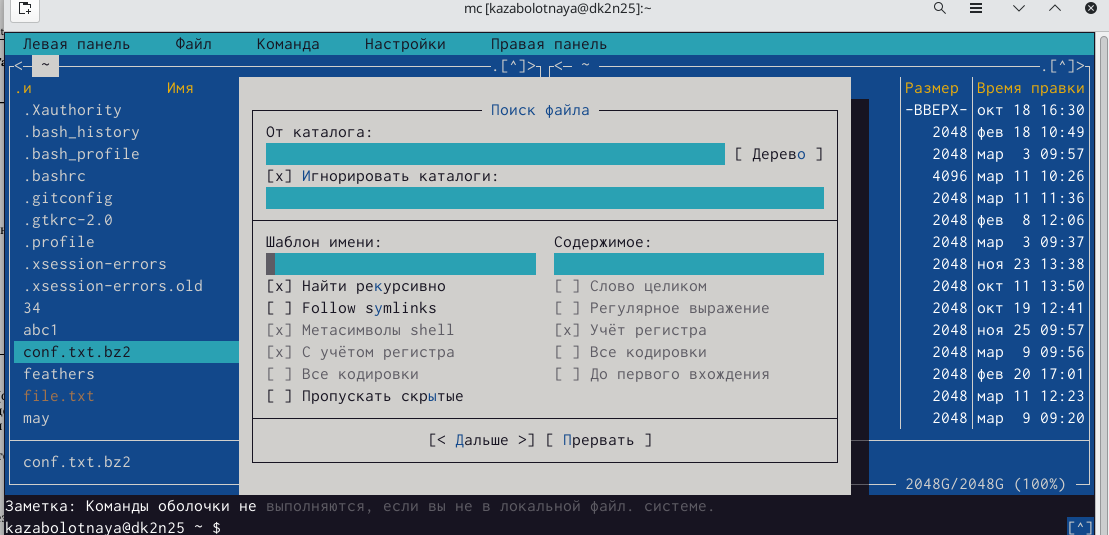 mc [kazabolotnaya@dk2n25]:~
Левая панель Файл Команда Настройки Правая панель
<─ ~ .[^]> <─ ~ .[^]>
.и Имя Размер Время правки
Поиск файла
.Xauthority -ВВЕРХ- окт 18 16:30
От каталога:
.bash_history 2048 фев 18 10:49
.bash_profile [ Дерево ] 2048 мар 3 09:57
.bashrc [x] Игнорировать каталоги: 4096 мар 11 10:26
.gitconfig 2048 мар 11 11:36
.gtkrc-2.0 2048 фев 8 12:06
.profile Шаблон имени: Содержимое: 2048 мар 3 09:37
.xsession-errors 2048 ноя 23 13:38
.xsession-errors.old [x] Найти рекурсивно [ ] Слово целиком 2048 окт 11 13:50
34 [ ] Follow symlinks [ ] Регулярное выражение 2048 окт 19 12:41
abc1 [x] Метасимволы shell [x] Учёт регистра 2048 ноя 25 09:57
conf.txt.bz2 [x] С учётом регистра [ ] Все кодировки 2048 мар 9 09:56
feathers [ ] Все кодировки [ ] До первого вхождения 2048 фев 20 17:01
file.txt [ ] Пропускать скрытые 2048 мар 11 12:23
may 2048 мар 9 09:20
[< Дальше >] [ Прервать ]
conf.txt.bz2
2048G/2048G (100%)
Заметка: Команды оболочки не выполняются, если вы не в локальной файл. системе.
kazabolotnaya@dk2n25 ~ $ [^]